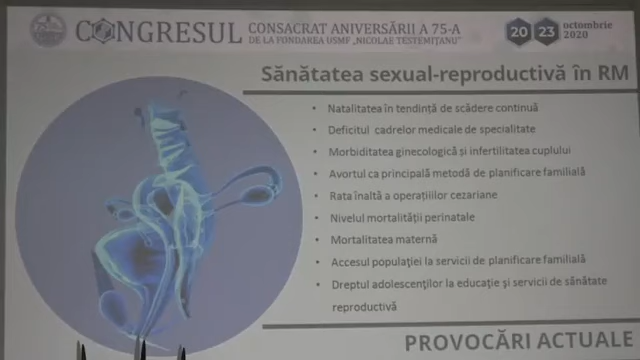 CONGRESUL
CONSACRAT ANIVERSĂRII A 75-A
DE LA FONDAREA USMF „NICOLAE TESTEMIȚANU”
20 23 octombrie
2020
Sănătatea sexual-reproductivă în RM
• Natalitatea în tendință de scădere continuă
• Deficitul cadrelor medicale de specialitate
• Morbiditatea ginecologică și infertilitatea cuplului
• Avortul ca principală metodă de planificare familială
• Rata înaltă a operațiilor cezariane
• Nivelul mortalității perinatale
• Mortalitatea maternă
• Accesul populației la servicii de planificare familială
• Dreptul adolescenților la educație și servicii de sănătate
reproductivă
PROVOCĂRI ACTUALE